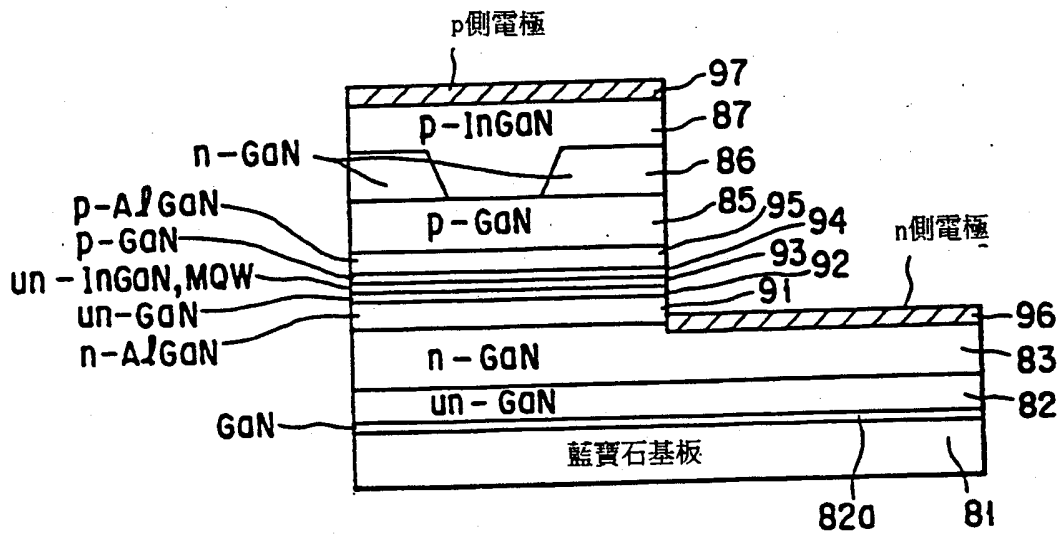 p側電極
97
p-InGaN
87
n-GaN
86
p-AlGaN
p-GaN
85
95
94
n側電極
p-GaN
93
un-InGaN,MQW
92
un-GaN
91
96
n-AlGaN
n-GaN
83
un-GaN
82
GaN
藍寶石基板
82a
81